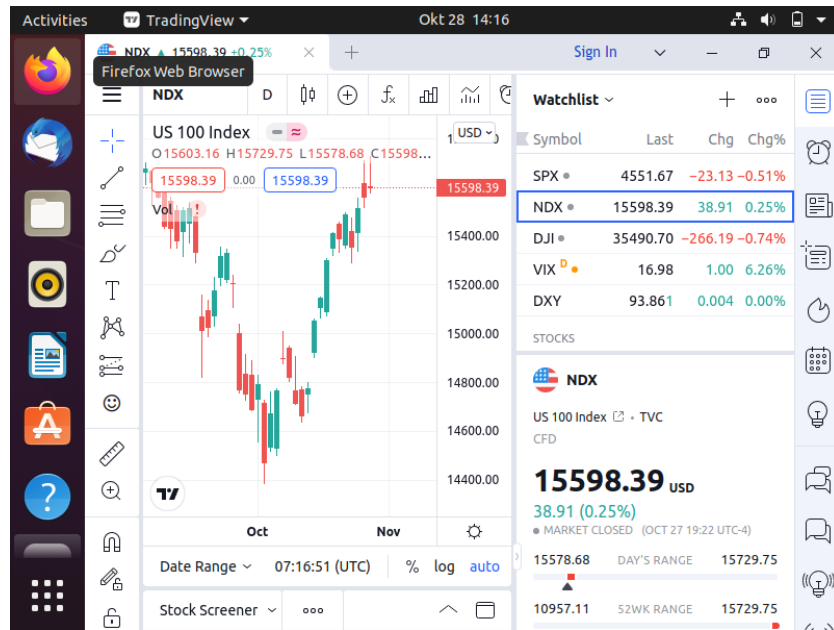 Activities
TradingView
Okt 28 14:16
NDX ▲ 15598.39 +0.25%
Sign In
Firefox Web Browser
NDX
D
US 100 Index
O15603.16 H15729.75 L15578.68 C15598...
USD
15598.39 0.00 15598.39
Vol
15598.39
15400.00
15200.00
15000.00
14800.00
14600.00
14400.00
Oct Nov
Date Range 07:16:51 (UTC) % log auto
Stock Screener
Watchlist
Symbol Last Chg Chg%
SPX 4551.67 −23.13 −0.51%
NDX 15598.39 38.91 0.25%
DJI 35490.70 −266.19 −0.74%
VIX D 16.98 1.00 6.26%
DXY 93.861 0.004 0.00%
STOCKS
NDX
US 100 Index • TVC
CFD
15598.39 USD
38.91 (0.25%)
MARKET CLOSED (OCT 27 19:22 UTC-4)
15578.68 DAY'S RANGE 15729.75
10957.11 52WK RANGE 15729.75